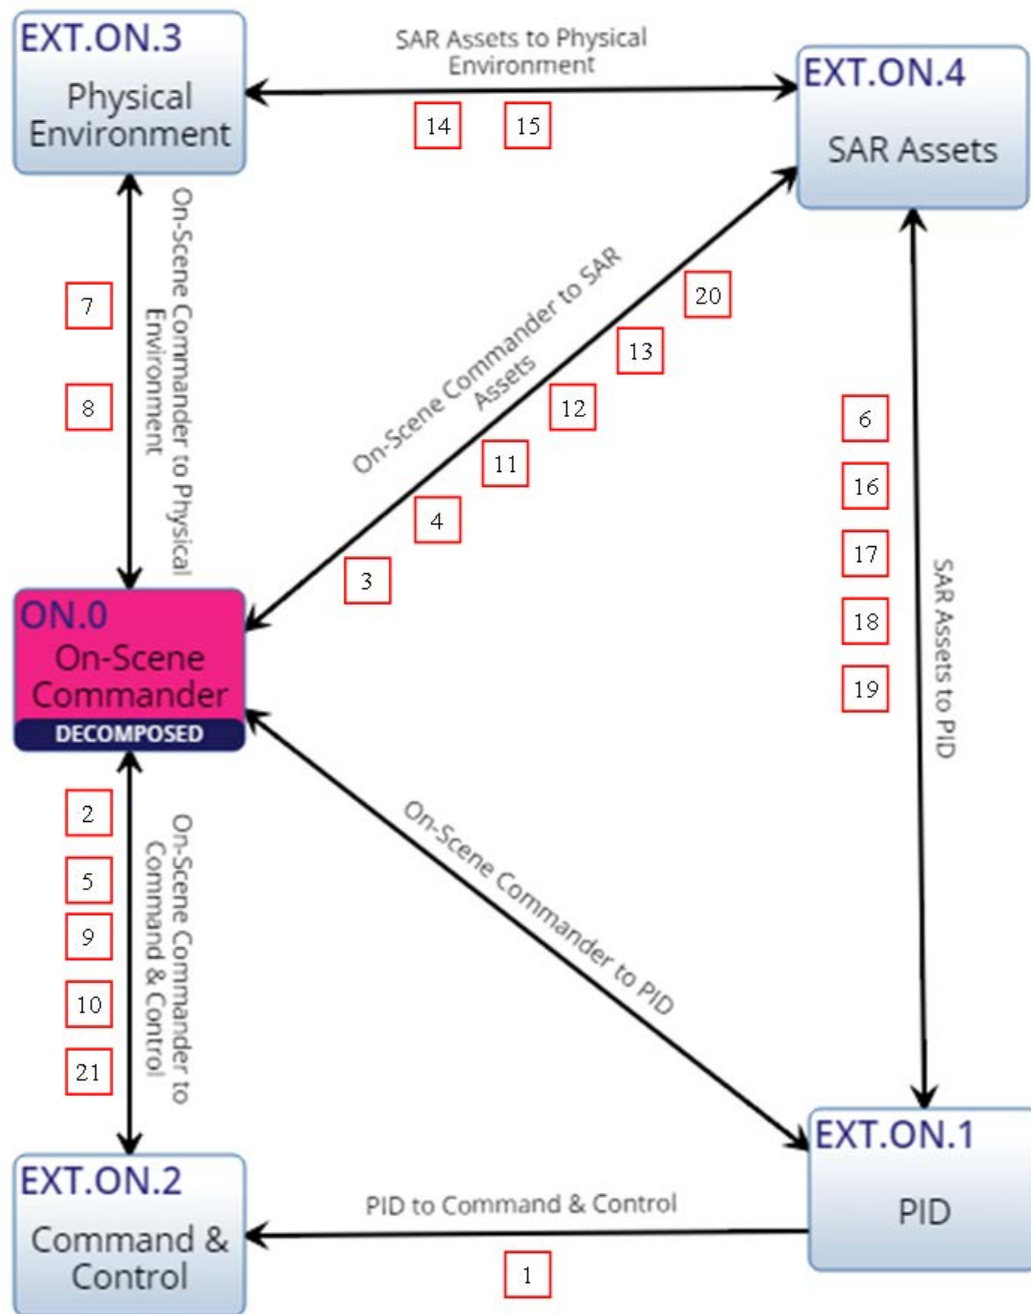 EXT.ON.3
Physical
Environment
SAR Assets to Physical
Environment
14
15
EXT.ON.4
SAR Assets
On-Scene Commander to Physical
Environment
7
8
On-Scene Commander to SAR
Assets
20
13
12
11
4
3
6
16
17
18
19
SAR Assets to PID
ON.0
On-Scene
Commander
DECOMPOSED
On-Scene Commander to
Command & Control
2
5
9
10
21
On-Scene Commander to PID
EXT.ON.2
Command &
Control
PID to Command & Control
1
EXT.ON.1
PID